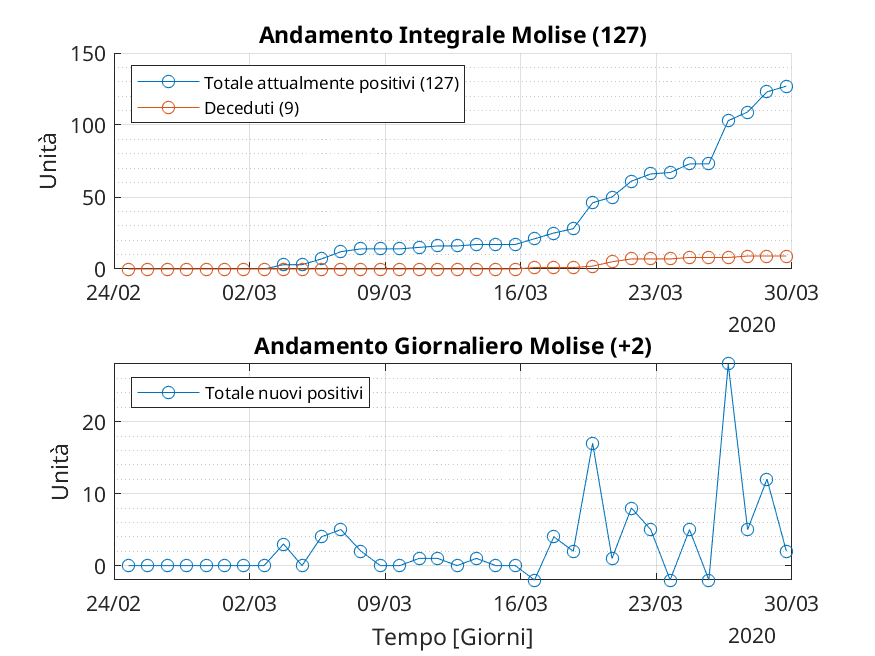 Andamento Integrale Molise (127)
150
100
50
0
Unità
Totale attualmente positivi (127)
Deceduti (9)
24/02 02/03 09/03 16/03 23/03 30/03
2020
Andamento Giornaliero Molise (+2)
20
10
0
Unità
Totale nuovi positivi
24/02 02/03 09/03 16/03 23/03 30/03
Tempo [Giorni]
2020